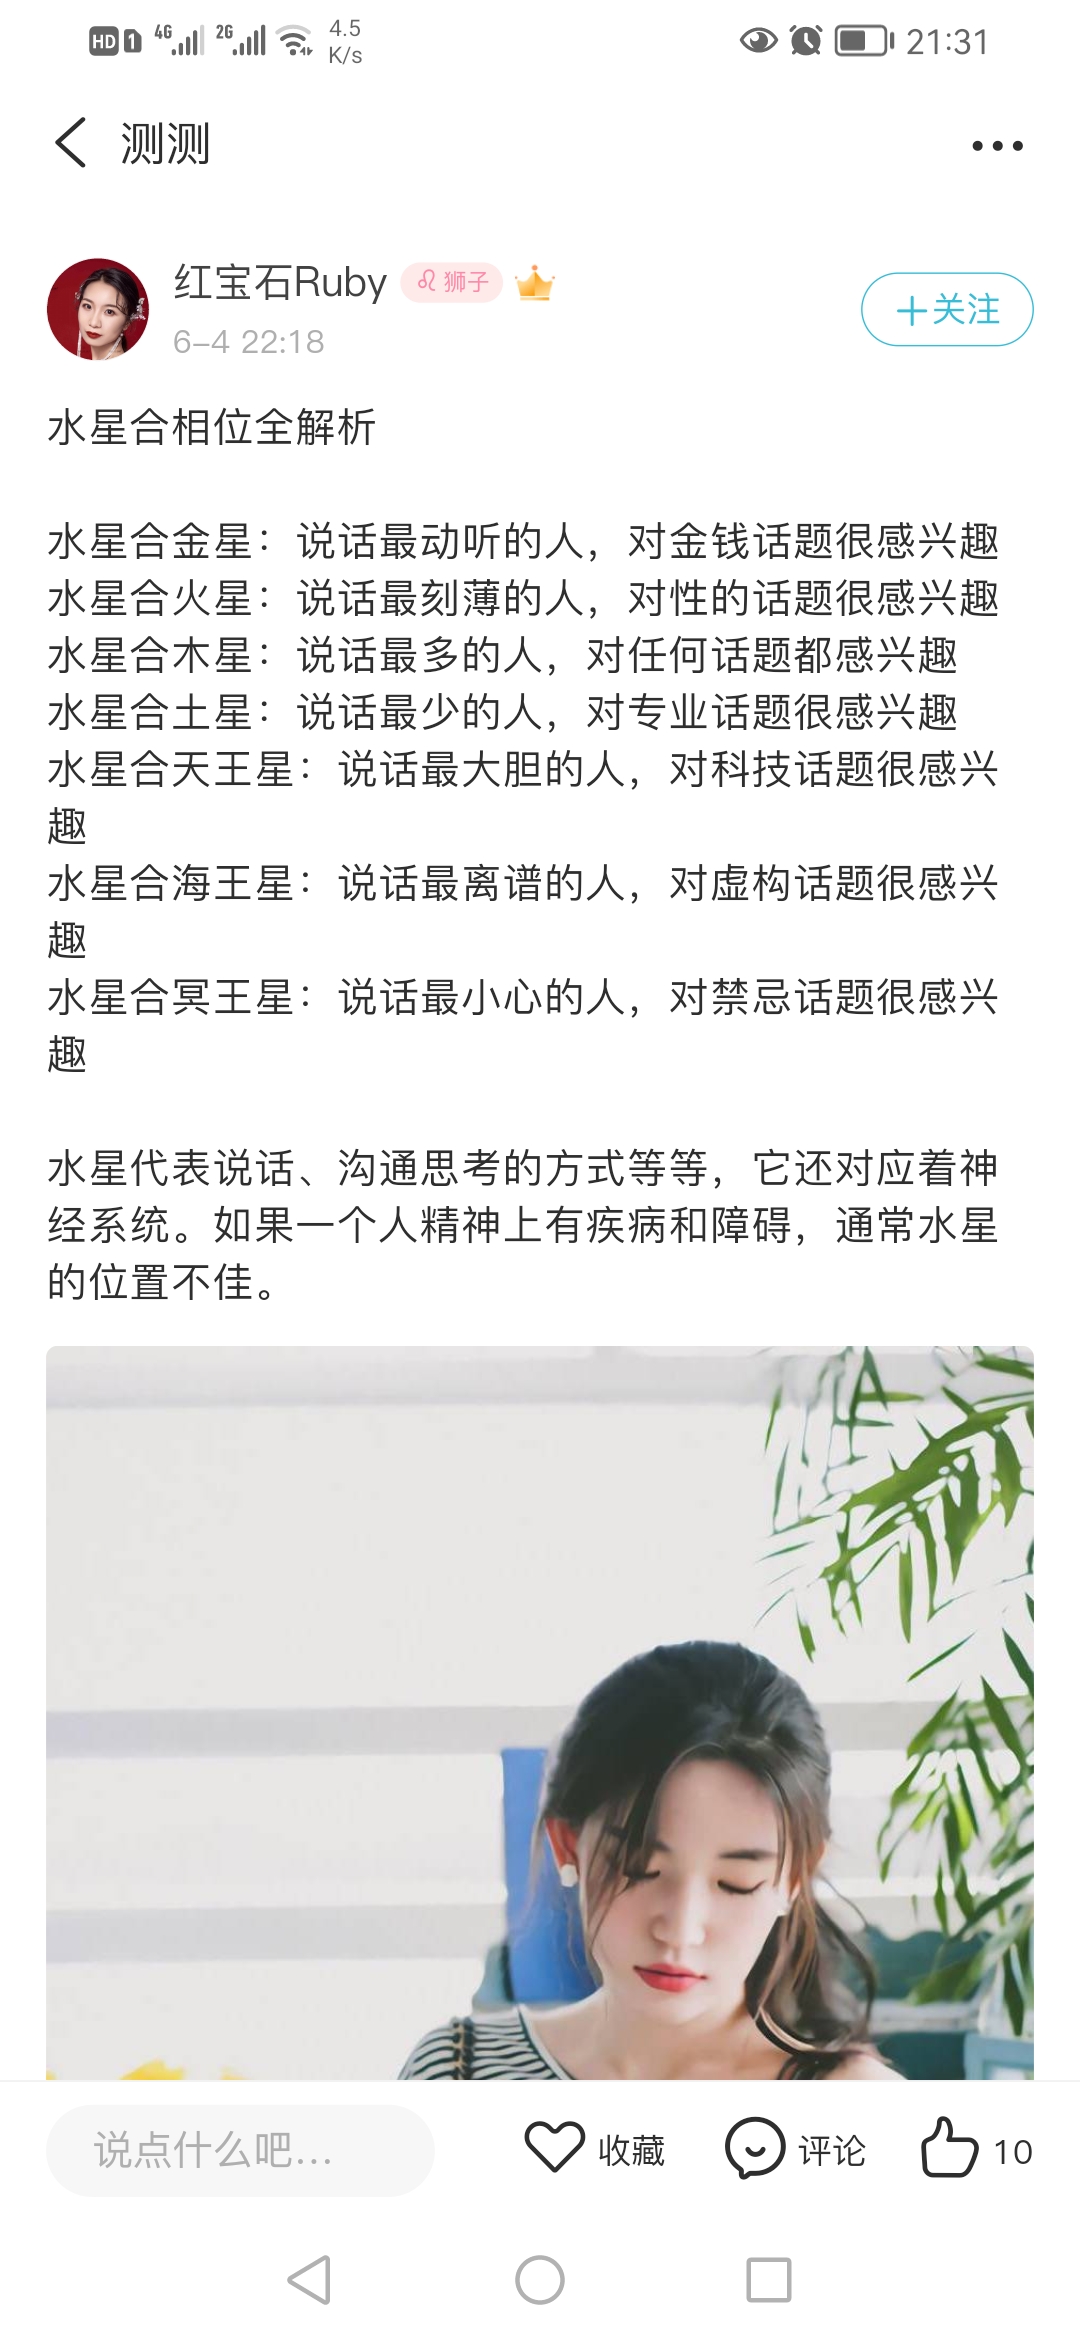 HD 1 4G 2G 4.5 K/s 21:31
测测
红宝石Ruby 狮子
+关注
6-4 22:18
水星合相位全解析
水星合金星：说话最动听的人，对金钱话题很感兴趣
水星合火星：说话最刻薄的人，对性的话题很感兴趣
水星合木星：说话最多的人，对任何话题都感兴趣
水星合土星：说话最少的人，对专业话题很感兴趣
水星合天王星：说话最大胆的人，对科技话题很感兴
趣
水星合海王星：说话最离谱的人，对虚构话题很感兴
趣
水星合冥王星：说话最小心的人，对禁忌话题很感兴
趣
水星代表说话、沟通思考的方式等等，它还对应着神
经系统。如果一个人精神上有疾病和障碍，通常水星
的位置不佳。
说点什么吧... 收藏 评论 10